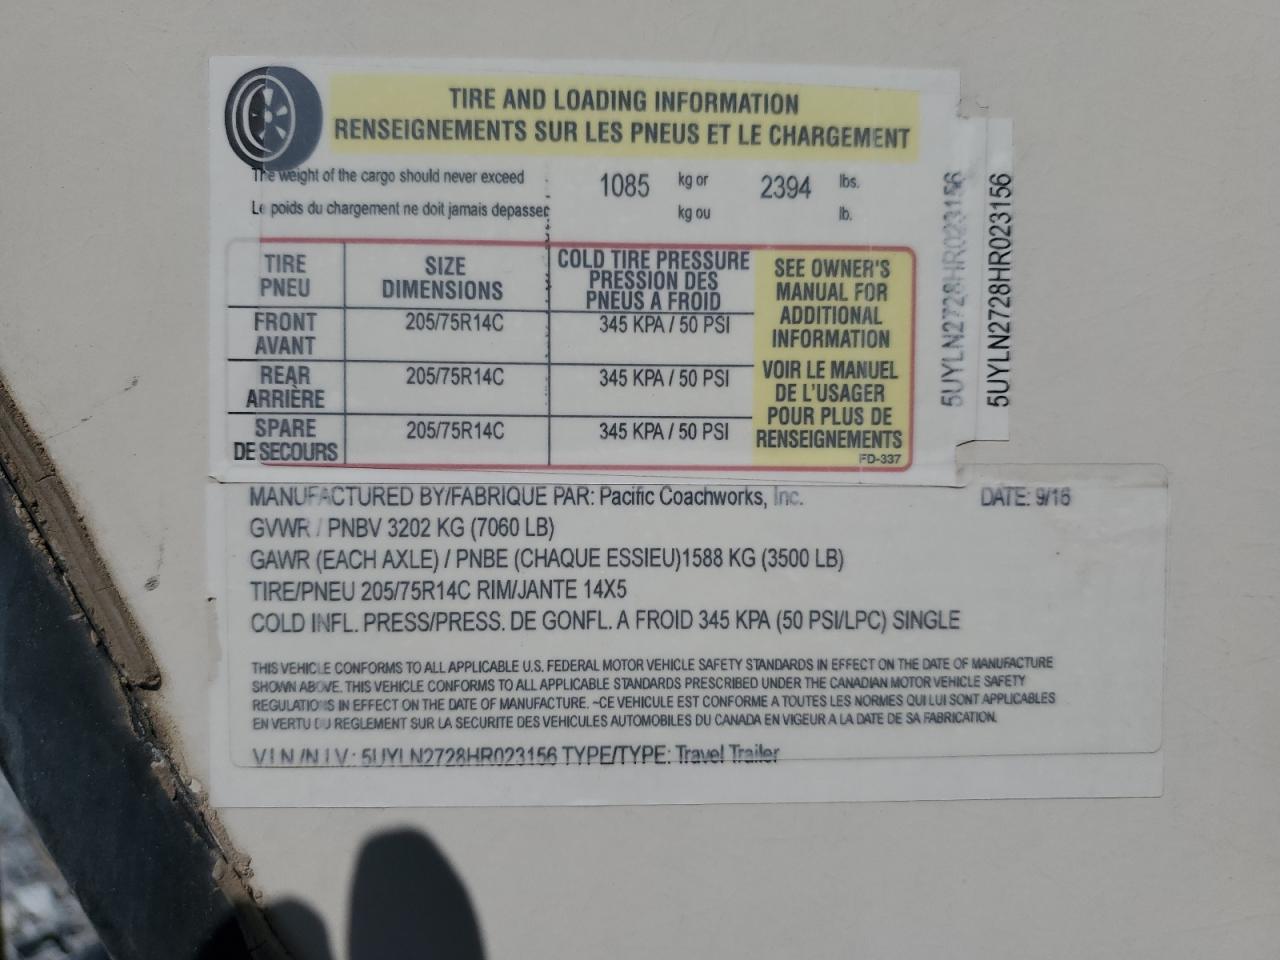 TIRE AND LOADING INFORMATION
RENSEIGNEMENTS SUR LES PNEUS ET LE CHARGEMENT
The weight of the cargo should never exceed 1085 kg or 2394 lbs.
Le poids du chargement ne doit jamais depasser kg ou lb.
TIRE PNEU
SIZE DIMENSIONS
COLD TIRE PRESSURE
PRESSION DES
PNEUS A FROID
FRONT AVANT 205/75R14C 345 KPA / 50 PSI
REAR ARRIÈRE 205/75R14C 345 KPA / 50 PSI
SPARE DE SECOURS 205/75R14C 345 KPA / 50 PSI
SEE OWNER'S
MANUAL FOR
ADDITIONAL
INFORMATION
VOIR LE MANUEL
DE L'USAGER
POUR PLUS DE
RENSEIGNEMENTS
FD-337
5UYLN2728HR023156
5UYLN2728HR023156
MANUFACTURED BY/FABRIQUE PAR: Pacific Coachworks, Inc. DATE: 9/16
GVWR / PNBV 3202 KG (7060 LB)
GAWR (EACH AXLE) / PNBE (CHAQUE ESSIEU)1588 KG (3500 LB)
TIRE/PNEU 205/75R14C RIM/JANTE 14X5
COLD INFL. PRESS/PRESS. DE GONFL. A FROID 345 KPA (50 PSI/LPC) SINGLE
THIS VEHICLE CONFORMS TO ALL APPLICABLE U.S. FEDERAL MOTOR VEHICLE SAFETY STANDARDS IN EFFECT ON THE DATE OF MANUFACTURE
SHOWN ABOVE. THIS VEHICLE CONFORMS TO ALL APPLICABLE STANDARDS PRESCRIBED UNDER THE CANADIAN MOTOR VEHICLE SAFETY
REGULATIONS IN EFFECT ON THE DATE OF MANUFACTURE. ~CE VEHICULE EST CONFORME A TOUTES LES NORMES QUI LUI SONT APPLICABLES
EN VERTU DU REGLEMENT SUR LA SECURITE DES VEHICULES AUTOMOBILES DU CANADA EN VIGEUR A LA DATE DE SA FABRICATION.
V.I.N./N.I.V.: 5UYLN2728HR023156 TYPE/TYPE: Travel Trailer